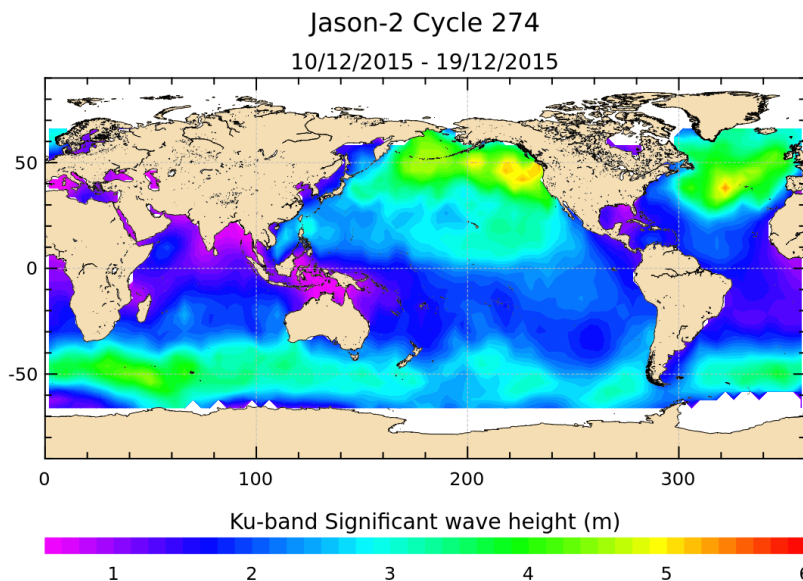 Jason-2 Cycle 274
10/12/2015 - 19/12/2015
50
0
-50
0 100 200 300
Ku-band Significant wave height (m)
1 2 3 4 5 6